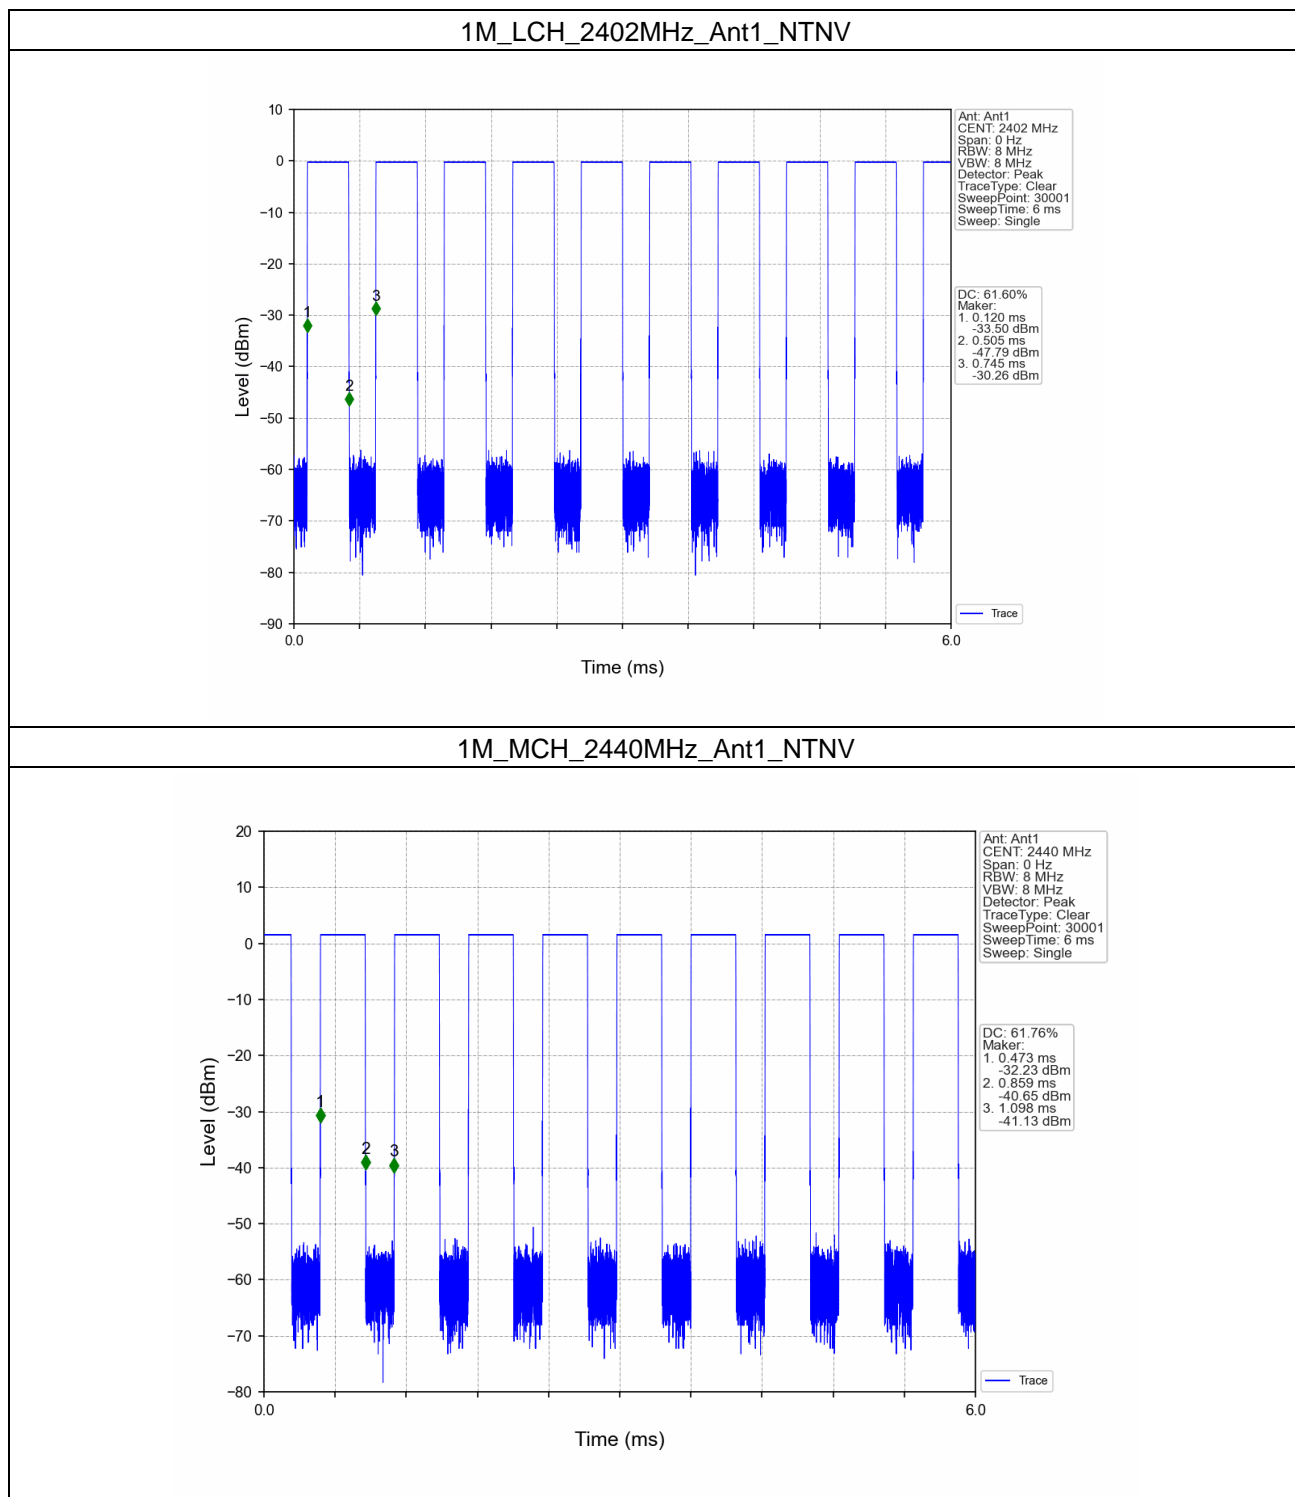 1M_LCH_2402MHz_Ant1_NTNV
10
0
−10
−20
−30
−40
−50
−60
−70
−80
−90
Level (dBm)
1
2
3
0.0
6.0
Time (ms)
Ant: Ant1
CENT: 2402 MHz
Span: 0 Hz
RBW: 8 MHz
VBW: 8 MHz
Detector: Peak
TraceType: Clear
SweepPoint: 30001
SweepTime: 6 ms
Sweep: Single
DC: 61.60%
Maker:
1. 0.120 ms
-33.50 dBm
2. 0.505 ms
-47.79 dBm
3. 0.745 ms
-30.26 dBm
Trace
1M_MCH_2440MHz_Ant1_NTNV
20
10
0
−10
−20
−30
−40
−50
−60
−70
−80
Level (dBm)
1
2
3
0.0
6.0
Time (ms)
Ant: Ant1
CENT: 2440 MHz
Span: 0 Hz
RBW: 8 MHz
VBW: 8 MHz
Detector: Peak
TraceType: Clear
SweepPoint: 30001
SweepTime: 6 ms
Sweep: Single
DC: 61.76%
Maker:
1. 0.473 ms
-32.23 dBm
2. 0.859 ms
-40.65 dBm
3. 1.098 ms
-41.13 dBm
Trace